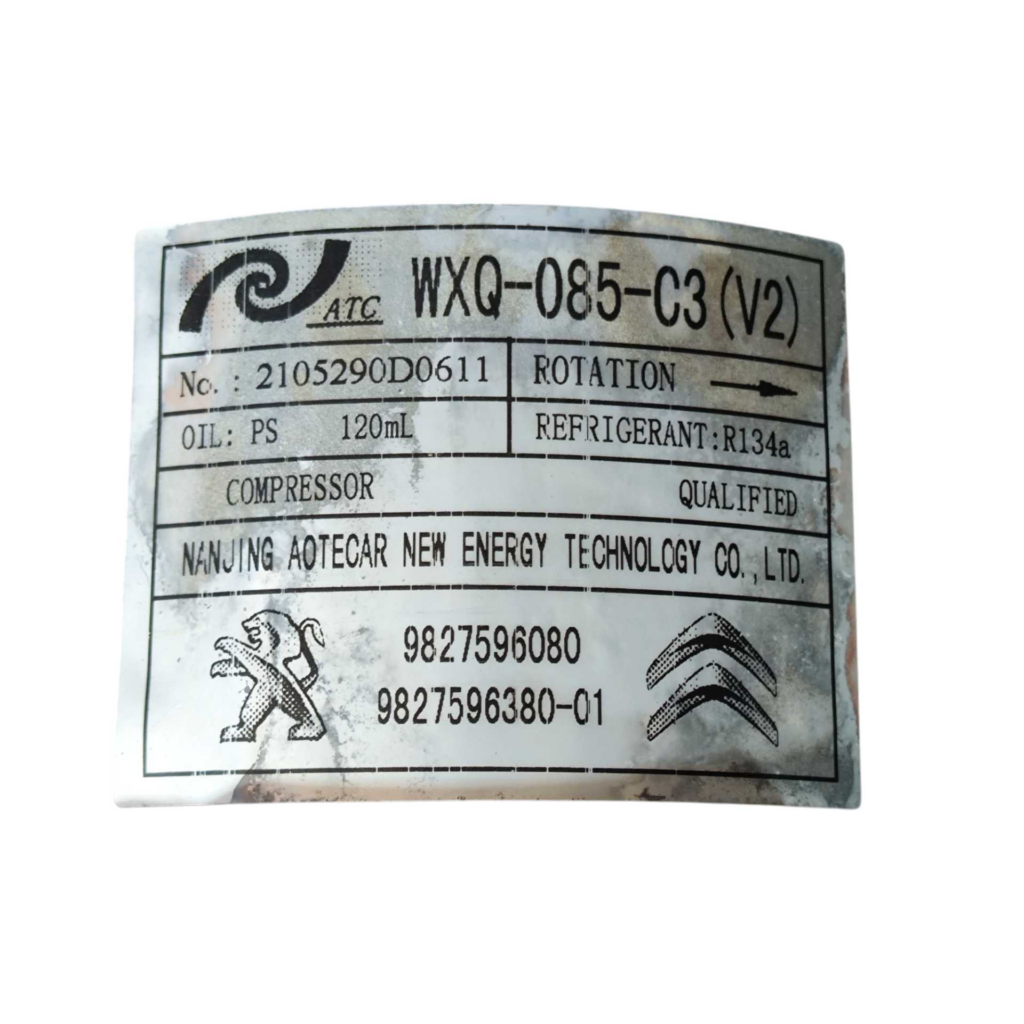 ATC WXQ-085-C3(V2)
No.: 2105290D0611 ROTATION
OIL: PS 120mL REFRIGERANT:R134a
COMPRESSOR QUALIFIED
NANJING AOTECAR NEW ENERGY TECHNOLOGY CO.,LTD.
9827596080
9827596380-01